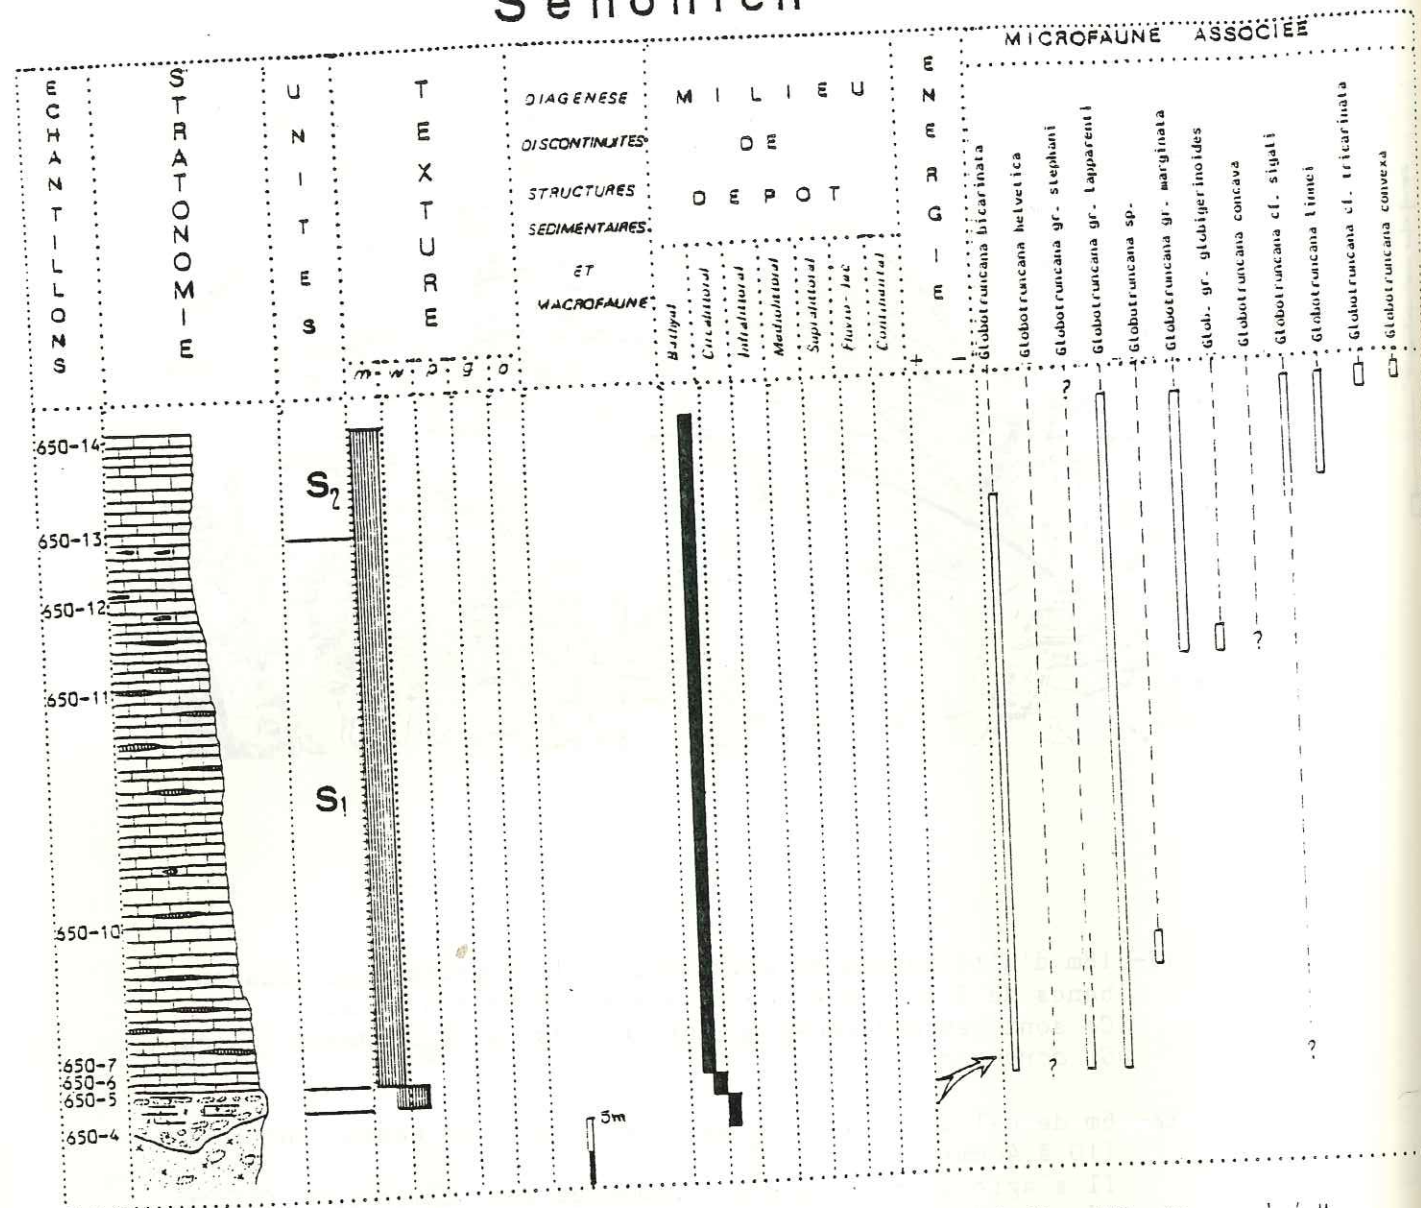 Sénonien
ECHANTILLONS
STRATONOMIE
UNITES
TEXTURE
DIAGENESE
DISCONTINUITES
STRUCTURES
SEDIMENTAIRES
ET
MACROFAUNE
MILIEU
DE
DEPOT
ENERGIE
MICROFAUNE ASSOCIEE
m w p g b
Bathyal
Circalittoral
Infralittoral
Mediolittoral
Supralittoral
Fluvio-lac
Continental
+ -
Globotruncana bicarinata
Globotruncana helvetica
Globotruncana gr. stephani
Globotruncana gr. lapparenti
Globotruncana sp.
Globotruncana gr. marginata
Glob. gr. globigerinoides
Globotruncana concava
Globotruncana cf. sigali
Globotruncana linnei
Globotruncana cf. tricarinata
Globotruncana convexa
?
650-14
S2
650-13
650-12
?
650-11
S1
650-10
650-7
?
?
650-6
650-5
5m
650-4